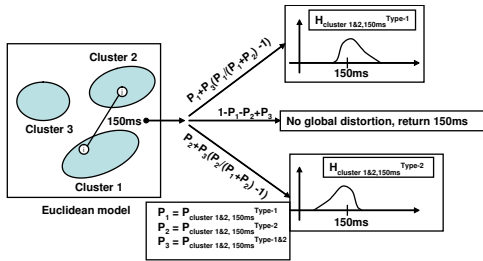 Cluster 2
Cluster 3
150ms
Cluster 1
Euclidean model
P1+P3(P1/(P1+P2) -1)
1-P1-P2+P3
P2+P3(P2/(P1+P2) -1)
H cluster 1&2,150ms Type-1
150ms
No global distortion, return 150ms
H cluster 1&2,150ms Type-2
150ms
P1 = P cluster 1&2, 150ms Type-1
P2 = P cluster 1&2, 150ms Type-2
P3 = P cluster 1&2, 150ms Type-1&2